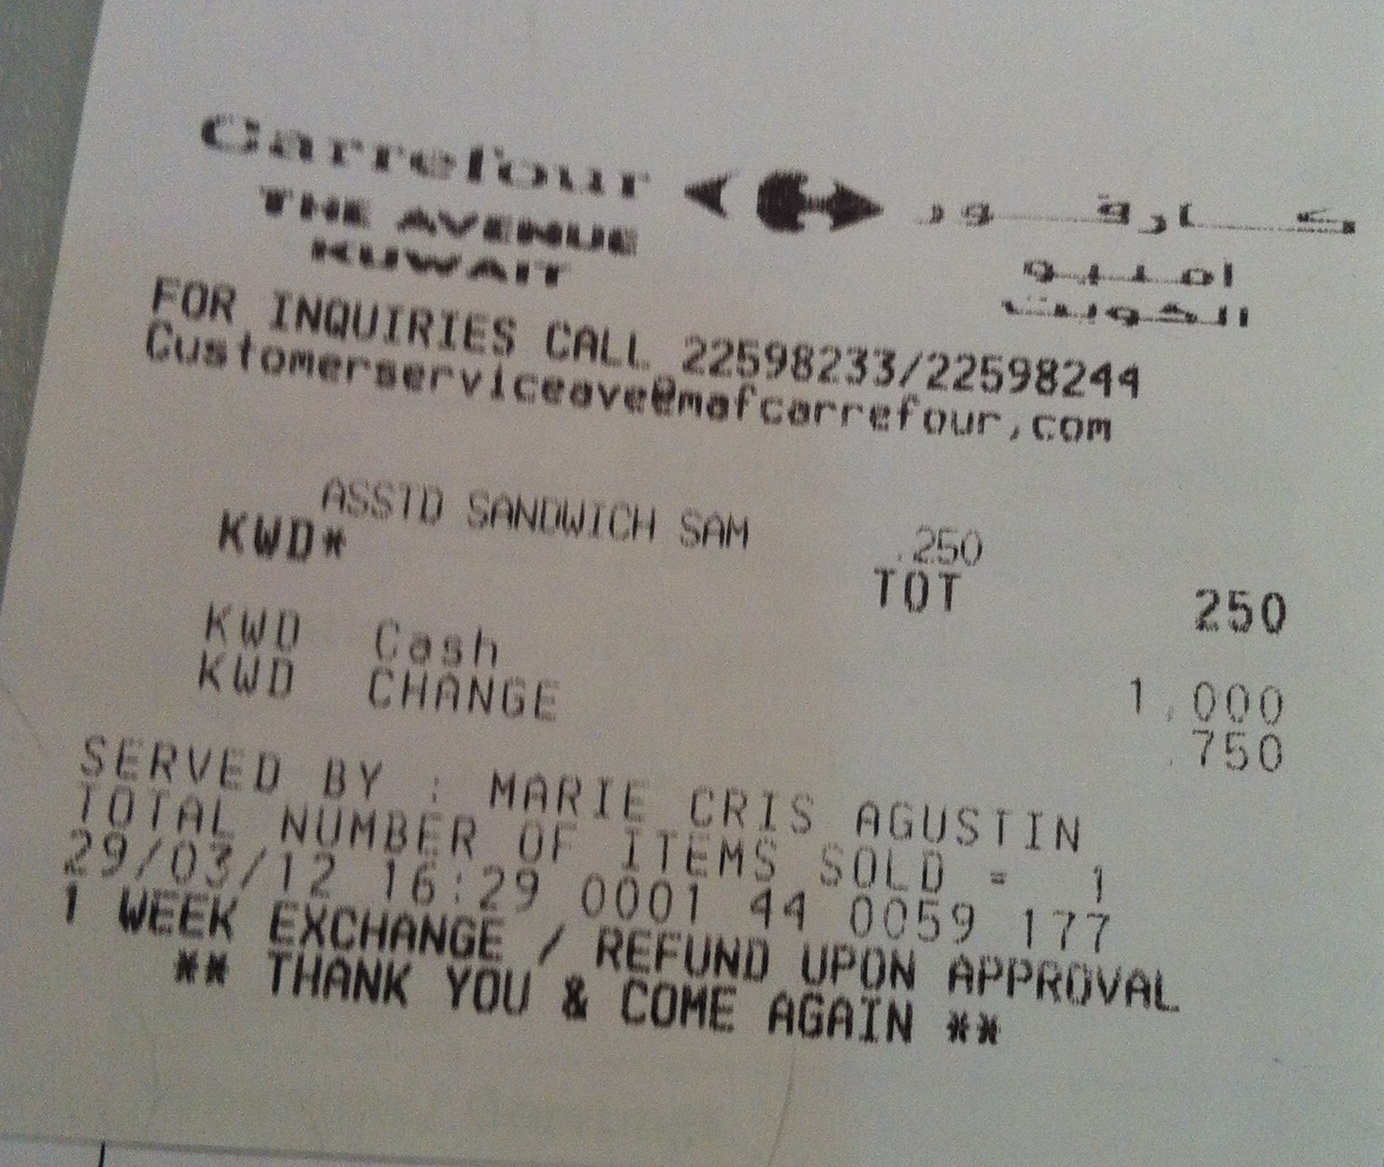 Carrefour كارفور
THE AVENUE افنيو
KUWAIT الكويت
FOR INQUIRIES CALL 22598233/22598244
Customerserviceave@mafcarrefour.com
ASSTD SANDWICH SAM .250
KWD* TOT 250
KWD Cash 1.000
KWD CHANGE .750
SERVED BY : MARIE CRIS AGUSTIN
TOTAL NUMBER OF ITEMS SOLD = 1
29/03/12 16:29 0001 44 0059 177
1 WEEK EXCHANGE / REFUND UPON APPROVAL
** THANK YOU & COME AGAIN **